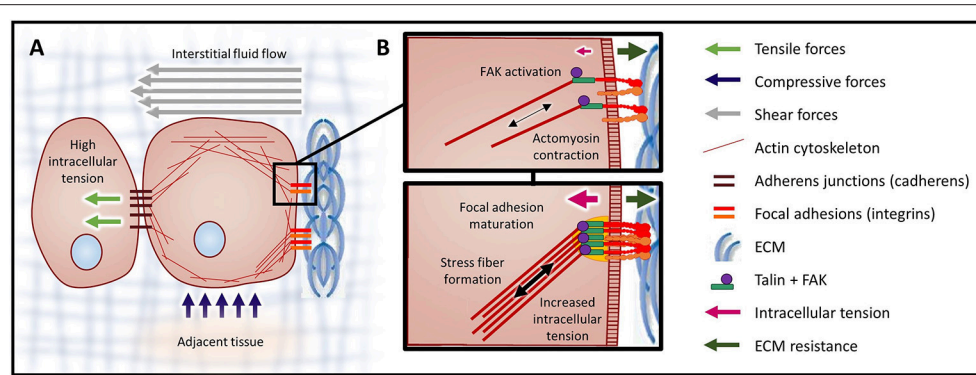 A
Interstitial fluid flow
High
intracellular
tension
Adjacent tissue
B
FAK activation
Actomyosin
contraction
Focal adhesion
maturation
Stress fiber
formation
Increased
intracellular
tension
Tensile forces
Compressive forces
Shear forces
Actin cytoskeleton
Adherens junctions (cadherens)
Focal adhesions (integrins)
ECM
Talin + FAK
Intracellular tension
ECM resistance